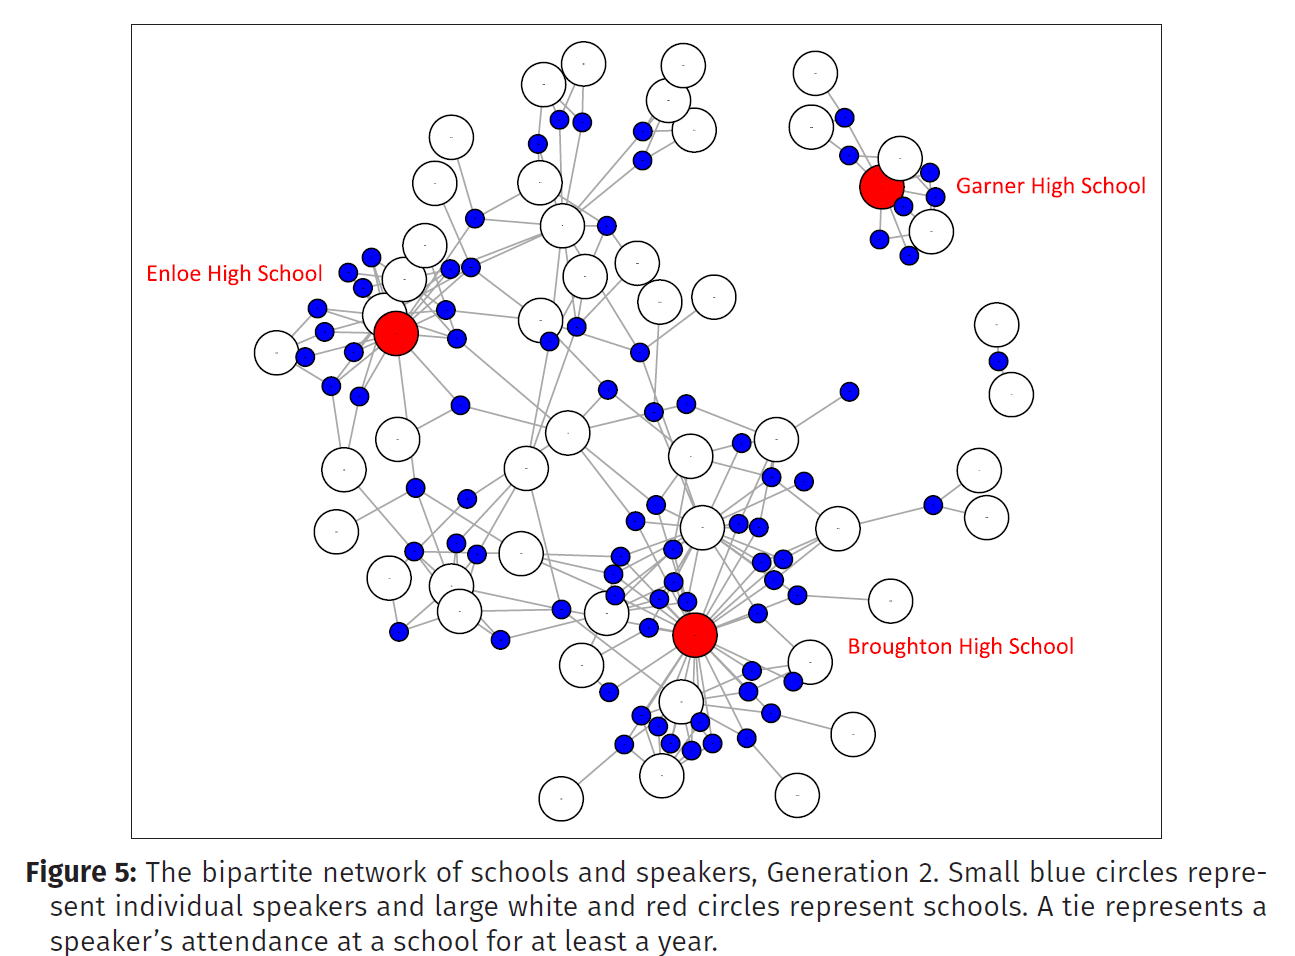 Garner High School
Enloe High School
Broughton High School
Figure 5: The bipartite network of schools and speakers, Generation 2. Small blue circles repre-
sent individual speakers and large white and red circles represent schools. A tie represents a
speaker’s attendance at a school for at least a year.